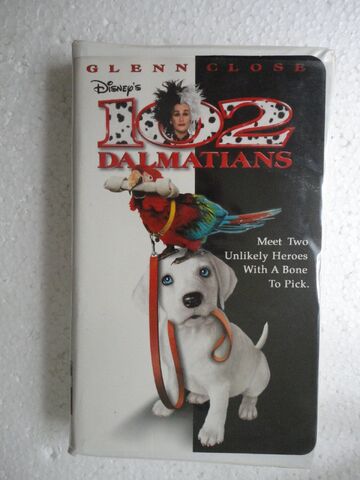 GLENN CLOSE
Disney's
102
DALMATIANS
Meet Two
Unlikely Heroes
With A Bone
To Pick.